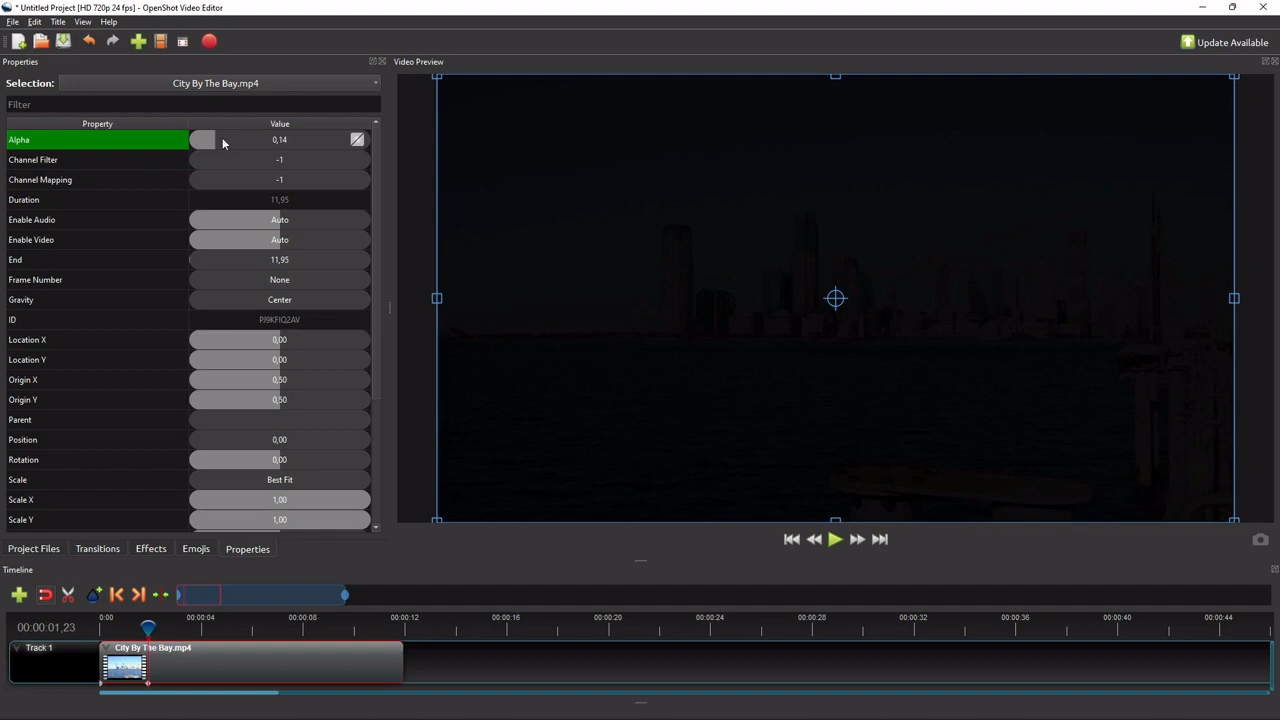 * Untitled Project [HD 720p 24 fps] - OpenShot Video Editor
File Edit Title View Help
Update Available
Properties
Video Preview
Selection: City By The Bay.mp4
Filter
Property Value
Alpha 0,14
Channel Filter -1
Channel Mapping -1
Duration 11,95
Enable Audio Auto
Enable Video Auto
End 11,95
Frame Number None
Gravity Center
ID PJ9KFIQ2AV
Location X 0,00
Location Y 0,00
Origin X 0,50
Origin Y 0,50
Parent
Position 0,00
Rotation 0,00
Scale Best Fit
Scale X 1,00
Scale Y 1,00
Project Files Transitions Effects Emojis Properties
Timeline
00:00:01,23
0:00 00:00:04 00:00:08 00:00:12 00:00:16 00:00:20 00:00:24 00:00:28 00:00:32 00:00:36 00:00:40 00:00:44
Track 1
City By The Bay.mp4